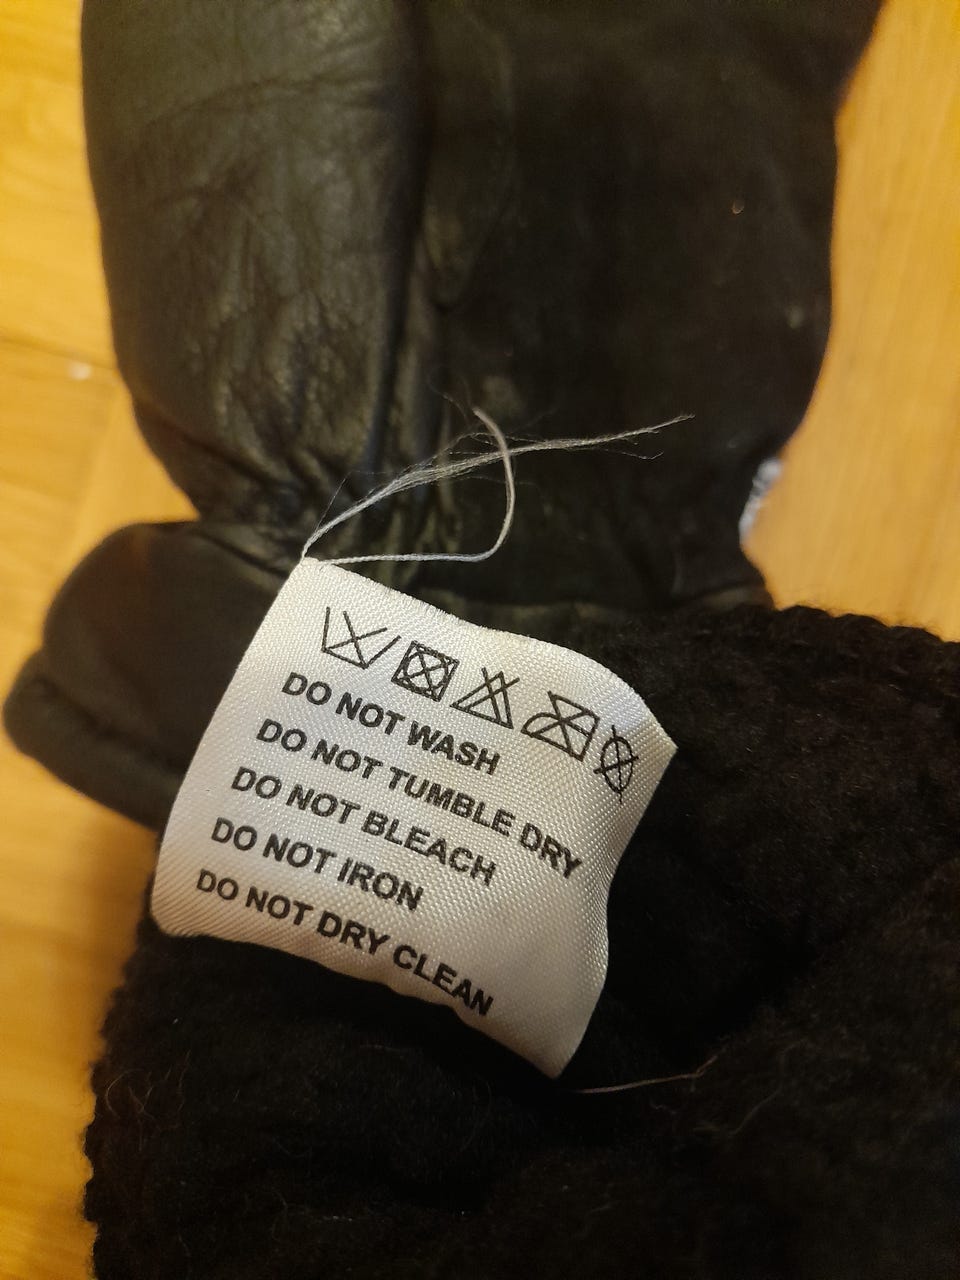 DO NOT WASH
DO NOT TUMBLE DRY
DO NOT BLEACH
DO NOT IRON
DO NOT DRY CLEAN